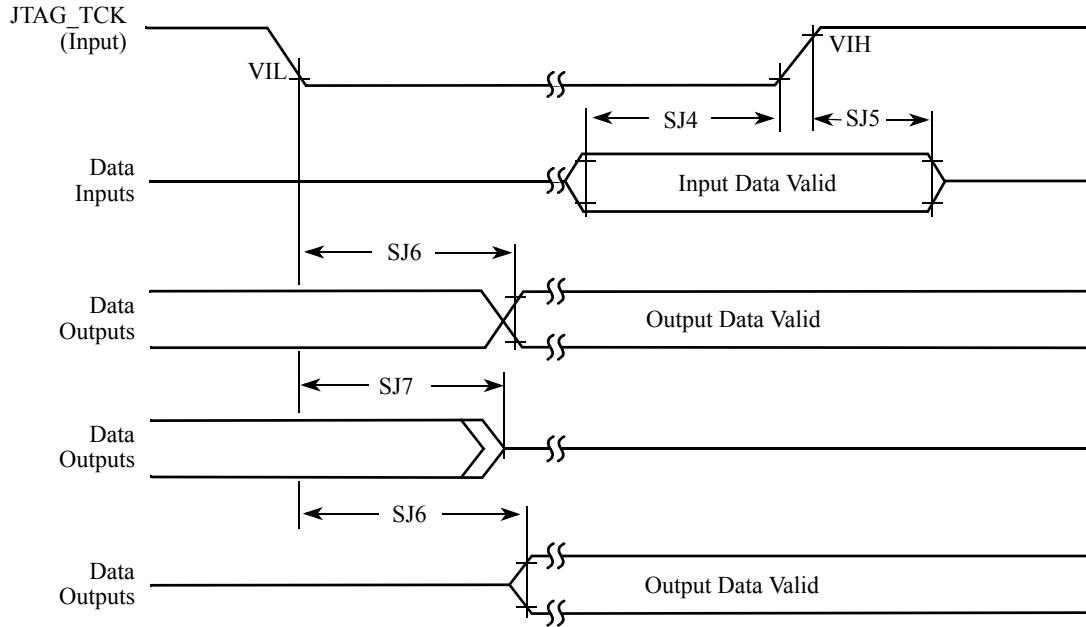 JTAG_TCK
(Input)
VIL
VIH
SJ4
SJ5
Data
Inputs
Input Data Valid
SJ6
Data
Outputs
Output Data Valid
SJ7
Data
Outputs
SJ6
Data
Outputs
Output Data Valid